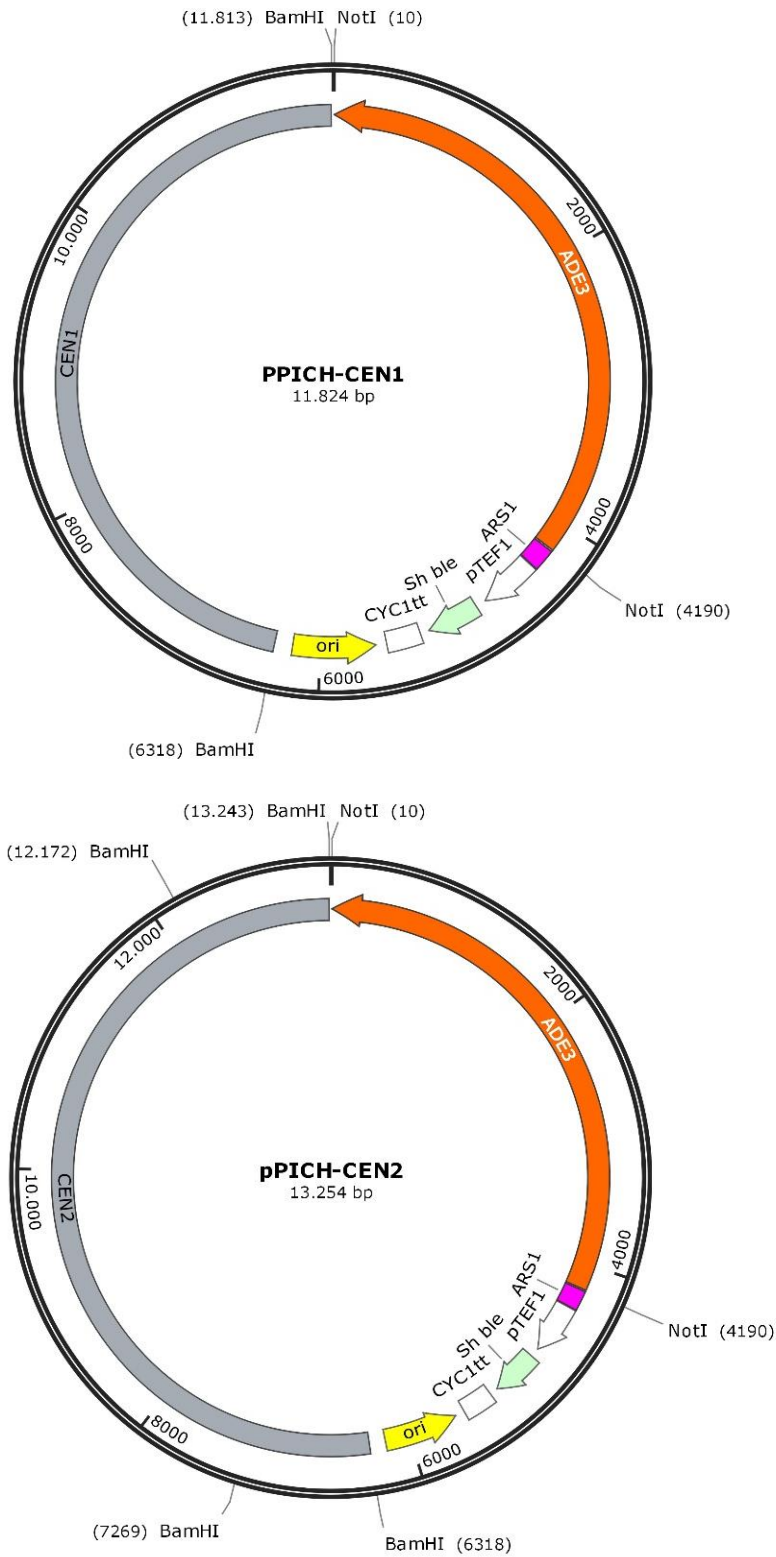 (11.813) BamHI NotI (10)
2000
10.000
ADE3
CEN1
PPICH-CEN1
11.824 bp
8000
4000
ARS1
pTEF1
Sh ble
CYC1tt
NotI (4190)
ori
6000
(6318) BamHI
(13.243) BamHI NotI (10)
(12.172) BamHI
12.000
2000
ADE3
pPICH-CEN2
13.254 bp
CEN2
10.000
4000
ARS1
pTEF1
NotI (4190)
Sh ble
CYC1tt
8000
ori
6000
(7269) BamHI
BamHI (6318)